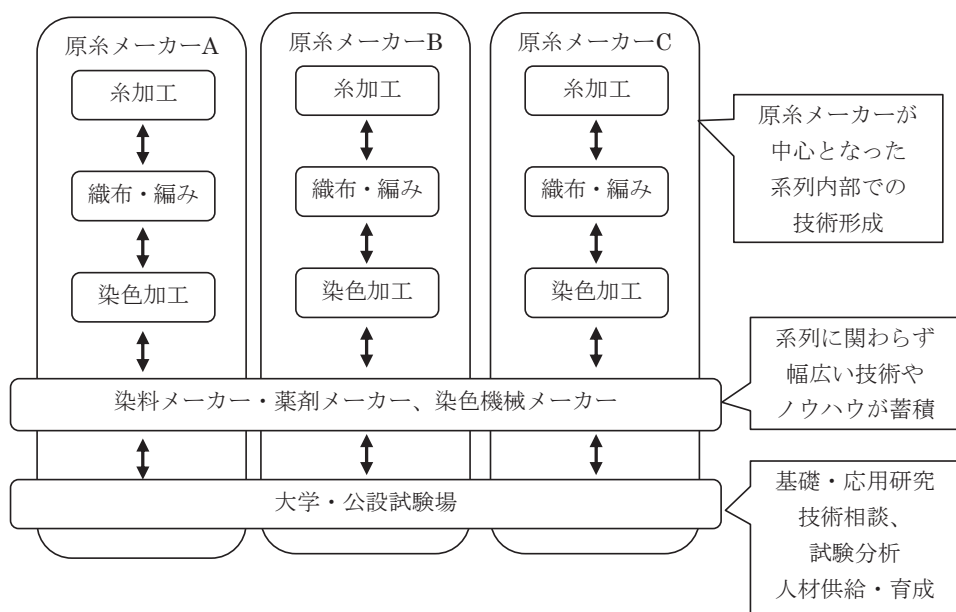 原糸メーカーA
糸加工
織布・編み
染色加工
原糸メーカーB
糸加工
織布・編み
染色加工
原糸メーカーC
糸加工
織布・編み
染色加工
原糸メーカーが
中心となった
系列内部での
技術形成
染料メーカー・薬剤メーカー、染色機械メーカー
系列に関わらず
幅広い技術や
ノウハウが蓄積
大学・公設試験場
基礎・応用研究
技術相談、
試験分析
人材供給・育成